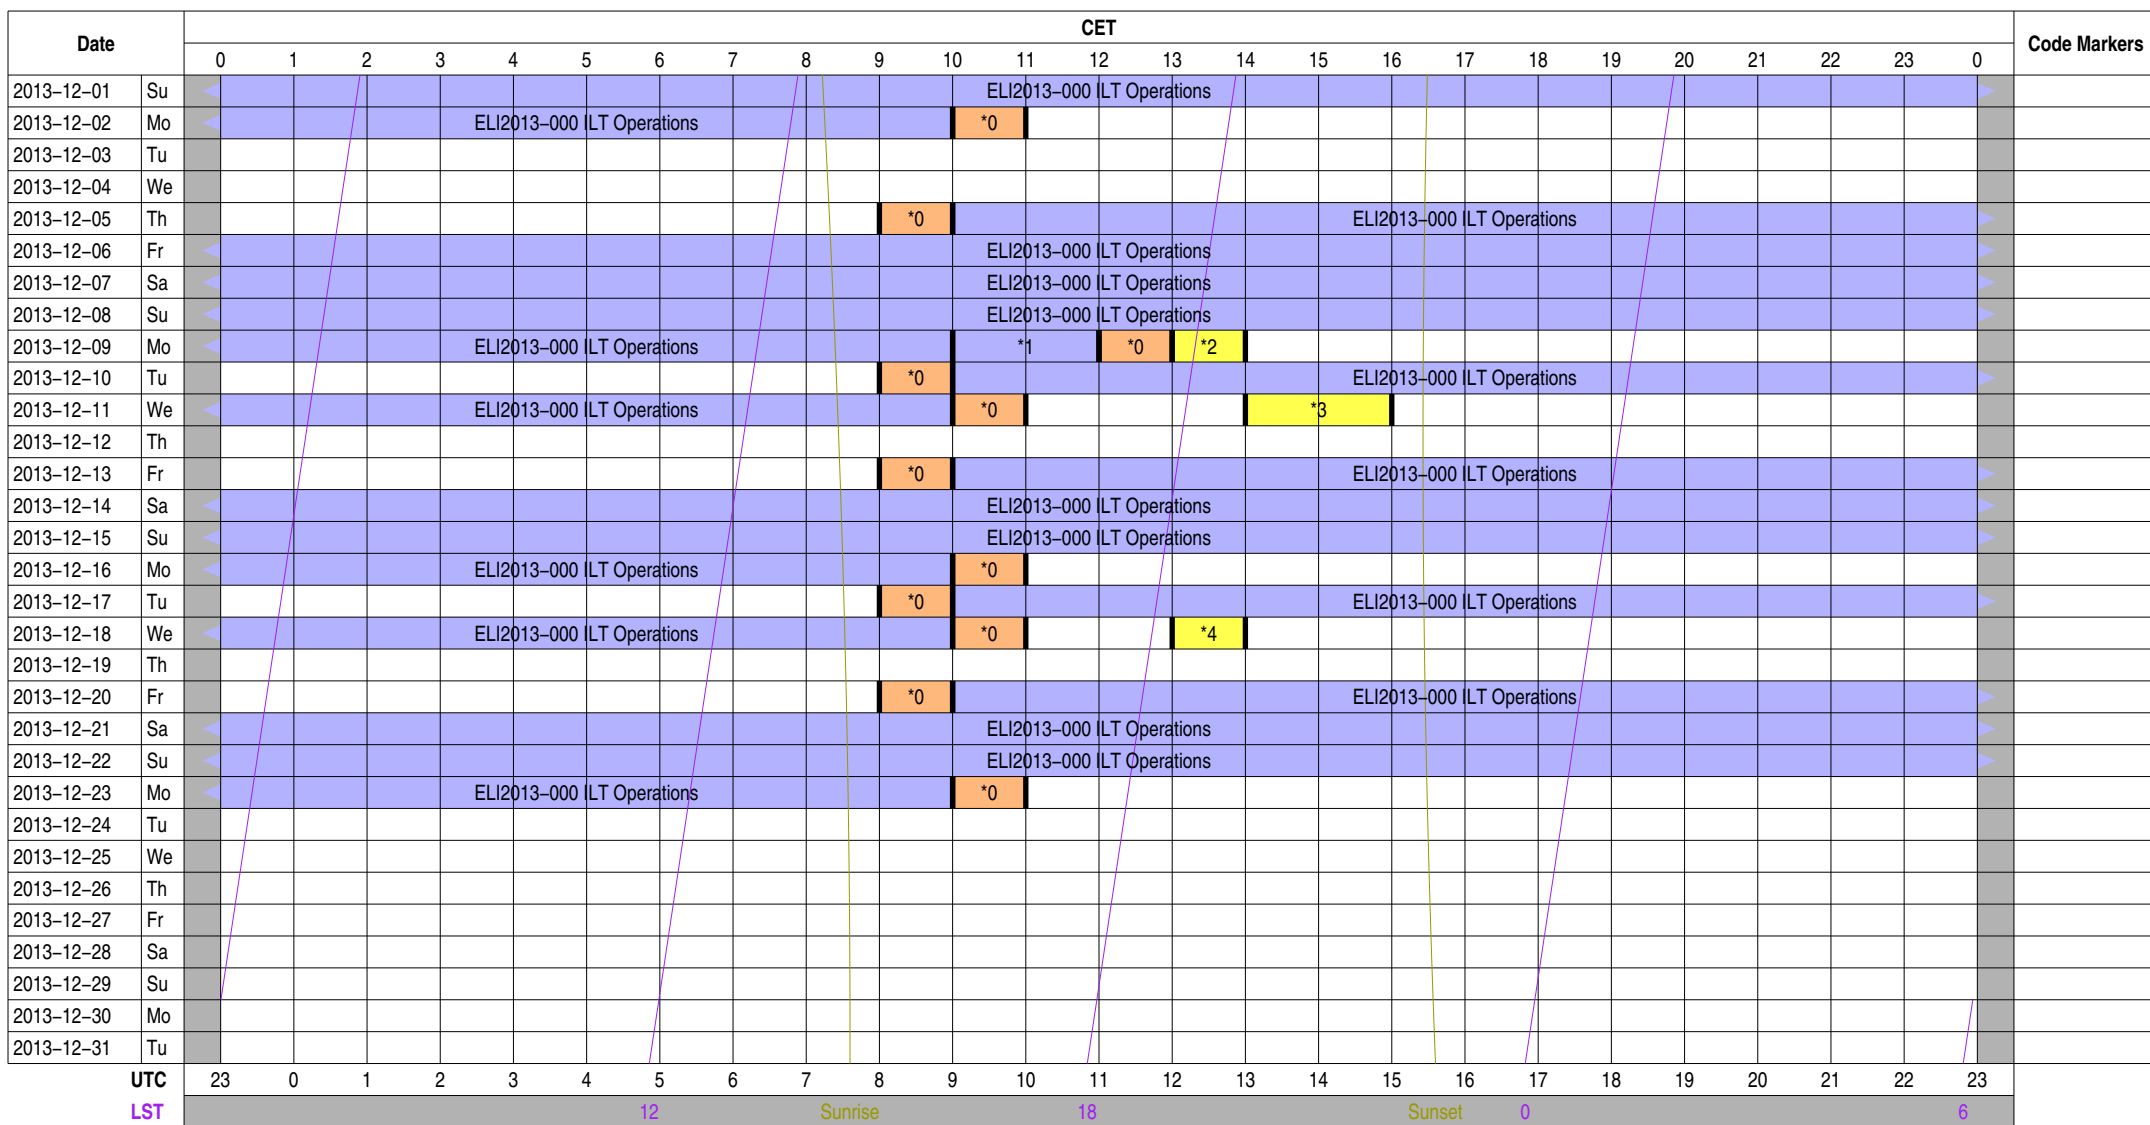 Date CET Code Markers
0 1 2 3 4 5 6 7 8 9 10 11 12 13 14 15 16 17 18 19 20 21 22 23 0
2013–12–01 Su ELI2013–000 ILT Operations
2013–12–02 Mo ELI2013–000 ILT Operations *0
2013–12–03 Tu
2013–12–04 We
2013–12–05 Th *0 ELI2013–000 ILT Operations
2013–12–06 Fr ELI2013–000 ILT Operations
2013–12–07 Sa ELI2013–000 ILT Operations
2013–12–08 Su ELI2013–000 ILT Operations
2013–12–09 Mo ELI2013–000 ILT Operations *1 *0 *2
2013–12–10 Tu *0 ELI2013–000 ILT Operations
2013–12–11 We ELI2013–000 ILT Operations *0 *3
2013–12–12 Th
2013–12–13 Fr *0 ELI2013–000 ILT Operations
2013–12–14 Sa ELI2013–000 ILT Operations
2013–12–15 Su ELI2013–000 ILT Operations
2013–12–16 Mo ELI2013–000 ILT Operations *0
2013–12–17 Tu *0 ELI2013–000 ILT Operations
2013–12–18 We ELI2013–000 ILT Operations *0 *4
2013–12–19 Th
2013–12–20 Fr *0 ELI2013–000 ILT Operations
2013–12–21 Sa ELI2013–000 ILT Operations
2013–12–22 Su ELI2013–000 ILT Operations
2013–12–23 Mo ELI2013–000 ILT Operations *0
2013–12–24 Tu
2013–12–25 We
2013–12–26 Th
2013–12–27 Fr
2013–12–28 Sa
2013–12–29 Su
2013–12–30 Mo
2013–12–31 Tu
UTC 23 0 1 2 3 4 5 6 7 8 9 10 11 12 13 14 15 16 17 18 19 20 21 22 23
LST 12 Sunrise 18 Sunset 0 6